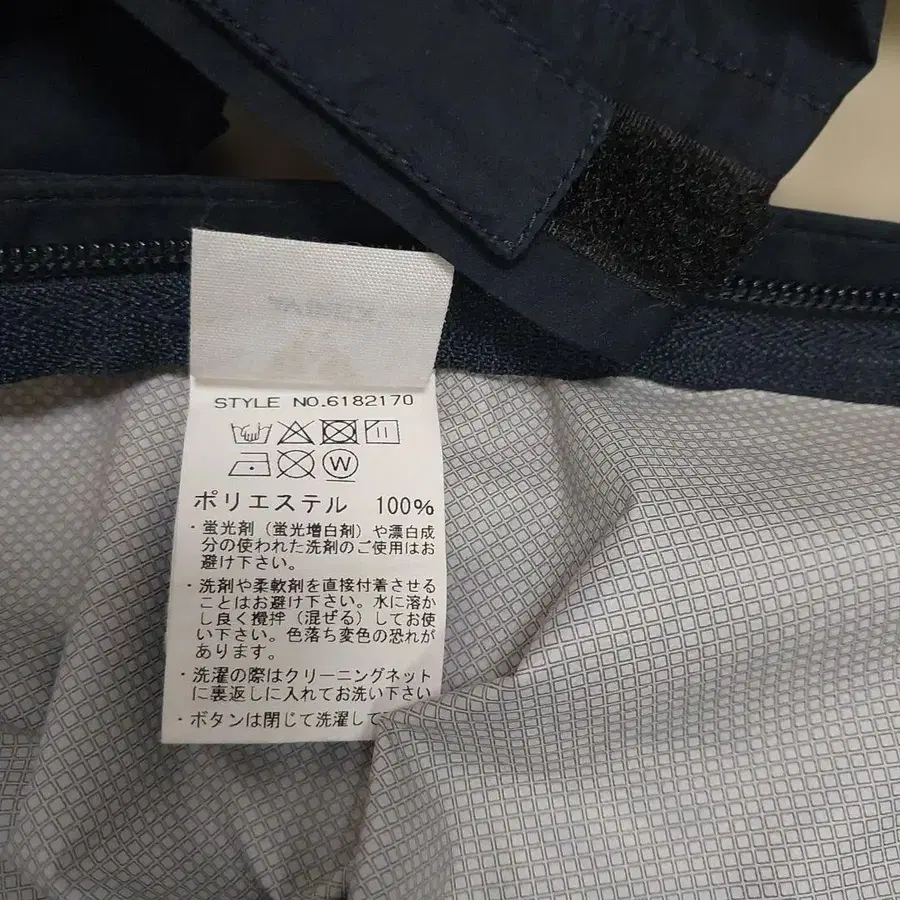 STYLE NO.6182170
W
ポリエステル 100%
・蛍光剤（蛍光増白剤）や漂白成
分の使われた洗剤のご使用はお
避け下さい。
・洗剤や柔軟剤を直接付着させる
ことはお避け下さい。水に溶か
し良く攪拌（混ぜる）してお使
い下さい。色落ち変色の恐れが
あります。
・洗濯の際はクリーニングネット
に裏返しに入れてお洗い下さい
・ボタンは閉じて洗濯して